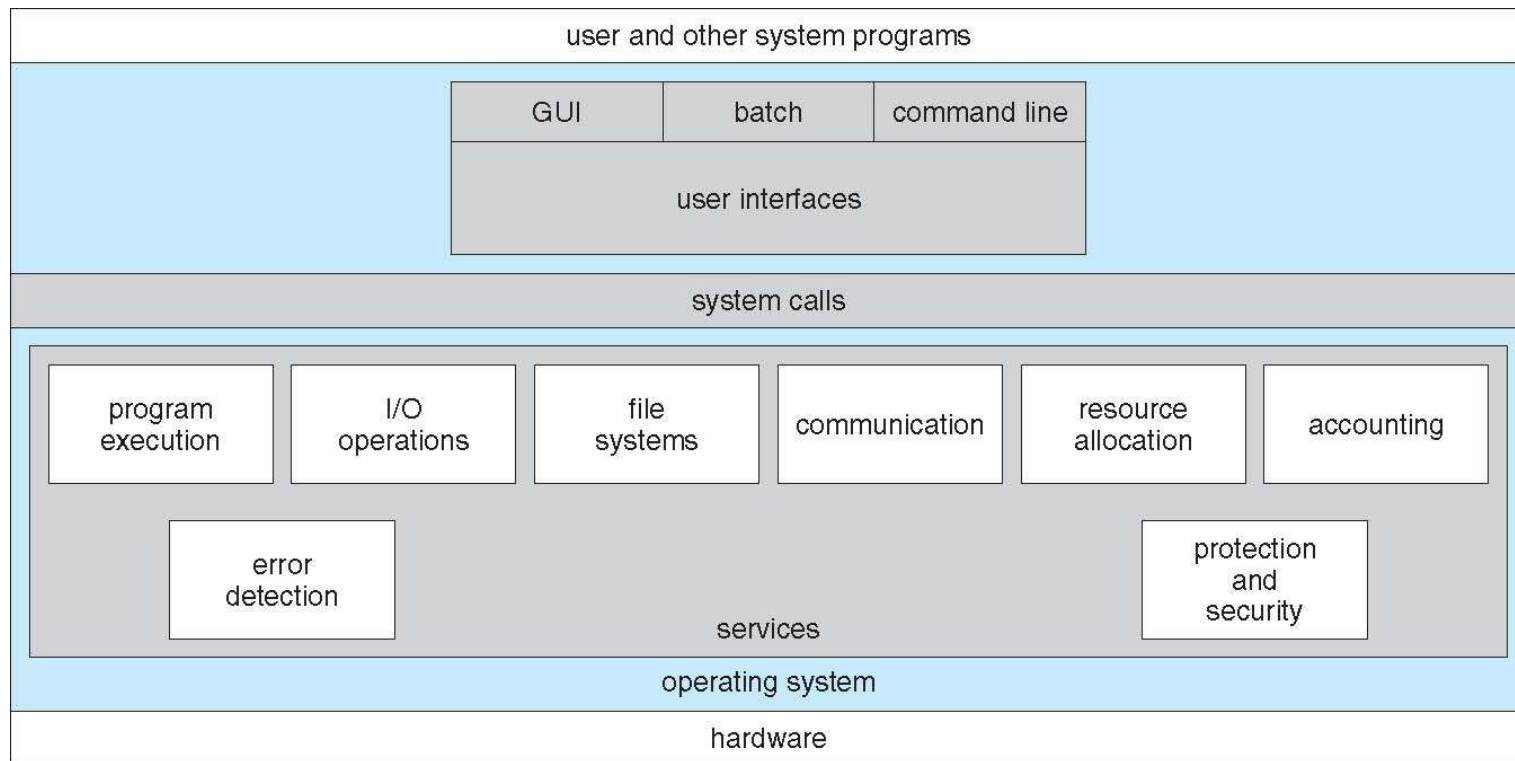 user and other system programs
GUI
batch
command line
user interfaces
system calls
program
execution
I/O
operations
file
systems
communication
resource
allocation
accounting
error
detection
protection
and
security
services
operating system
hardware